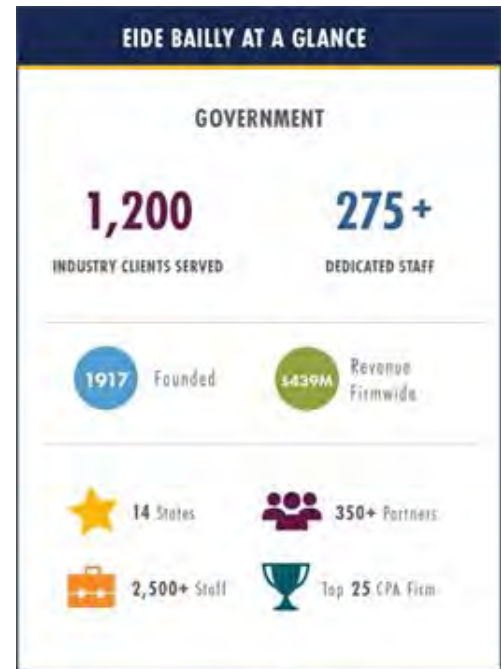 EIDE BAILLY AT A GLANCE
GOVERNMENT
1,200
INDUSTRY CLIENTS SERVED
275+
DEDICATED STAFF
1917 Founded
$439M Revenue
Firmwide
14 States
350+ Partners
2,500+ Staff
Top 25 CPA Firm